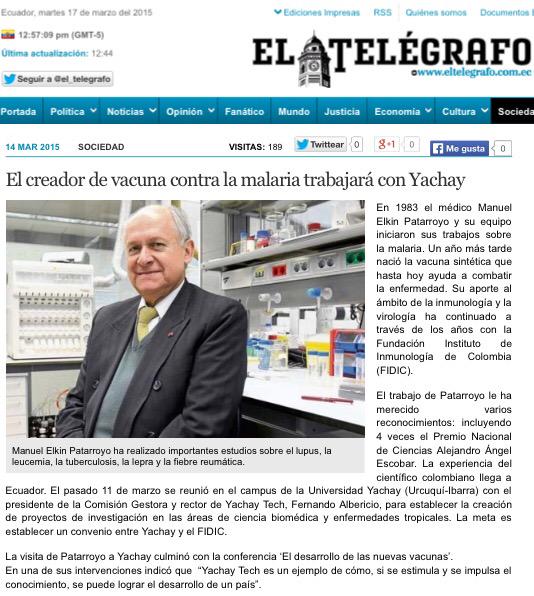 Ecuador, martes 17 de marzo del 2015
Ediciones Impresas RSS Quiénes somos Documentos
12:57:09 pm (GMT-5)
Última actualización: 12:44
Seguir a @el_telegrafo
EL TELÉGRAFO
www.eltelegrafo.com.ec
Portada Política Noticias Opinión Fanático Mundo Justicia Economía Cultura Socieda
14 MAR 2015 SOCIEDAD VISITAS: 189 Twittear 0 g+1 0 Me gusta 0
El creador de vacuna contra la malaria trabajará con Yachay
En 1983 el médico Manuel
Elkin Patarroyo y su equipo
iniciaron sus trabajos sobre
la malaria. Un año más tarde
nació la vacuna sintética que
hasta hoy ayuda a combatir
la enfermedad. Su aporte al
ámbito de la inmunología y la
virología ha continuado a
través de los años con la
Fundación Instituto de
Inmunología de Colombia
(FIDIC).
El trabajo de Patarroyo le ha
merecido varios
reconocimientos: incluyendo
4 veces el Premio Nacional
de Ciencias Alejandro Ángel
Escobar. La experiencia del
científico colombiano llega a
Manuel Elkin Patarroyo ha realizado importantes estudios sobre el lupus, la
leucemia, la tuberculosis, la lepra y la fiebre reumática.
Ecuador. El pasado 11 de marzo se reunió en el campus de la Universidad Yachay (Urcuquí-Ibarra) con el
presidente de la Comisión Gestora y rector de Yachay Tech, Fernando Albericio, para establecer la creación
de proyectos de investigación en las áreas de ciencia biomédica y enfermedades tropicales. La meta es
establecer un convenio entre Yachay y el FIDIC.
La visita de Patarroyo a Yachay culminó con la conferencia ‘El desarrollo de las nuevas vacunas’.
En una de sus intervenciones indicó que “Yachay Tech es un ejemplo de cómo, si se estimula y se impulsa el
conocimiento, se puede lograr el desarrollo de un país”.